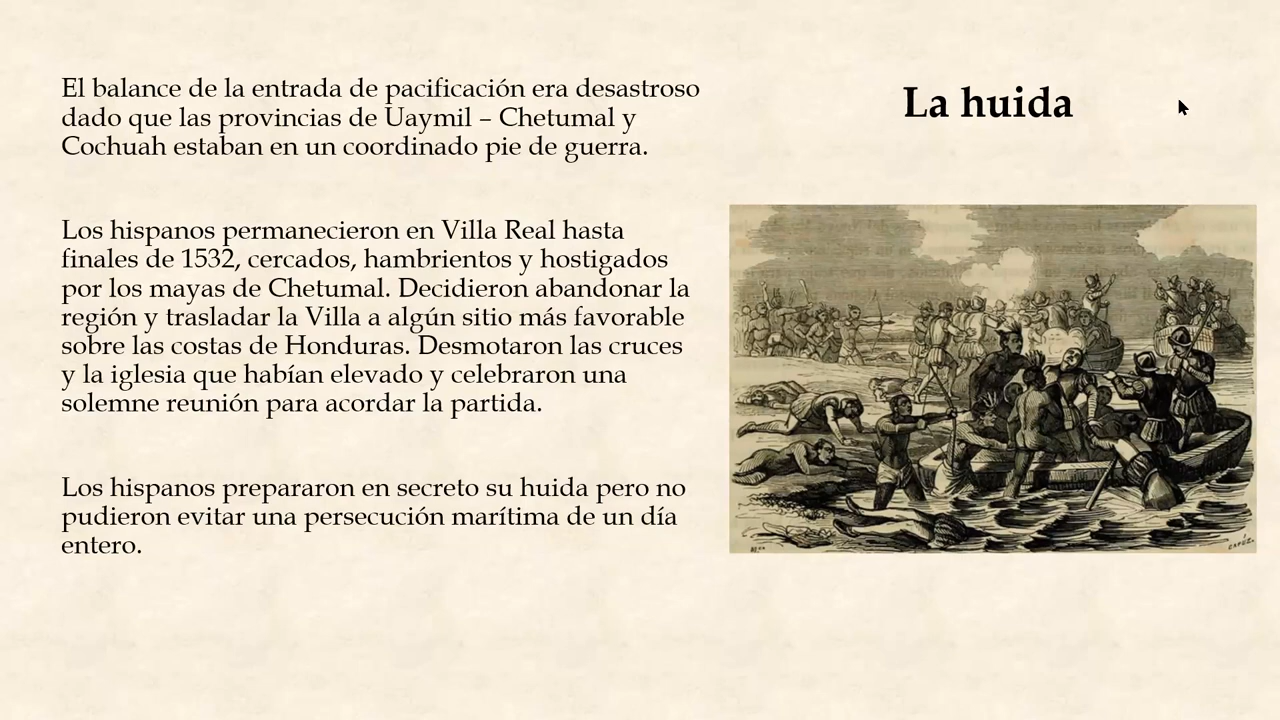 La huida
El balance de la entrada de pacificación era desastroso
dado que las provincias de Uaymil – Chetumal y
Cochuah estaban en un coordinado pie de guerra.
Los hispanos permanecieron en Villa Real hasta
finales de 1532, cercados, hambrientos y hostigados
por los mayas de Chetumal. Decidieron abandonar la
región y trasladar la Villa a algún sitio más favorable
sobre las costas de Honduras. Desmotaron las cruces
y la iglesia que habían elevado y celebraron una
solemne reunión para acordar la partida.
Los hispanos prepararon en secreto su huida pero no
pudieron evitar una persecución marítima de un día
entero.
CAPÚZ